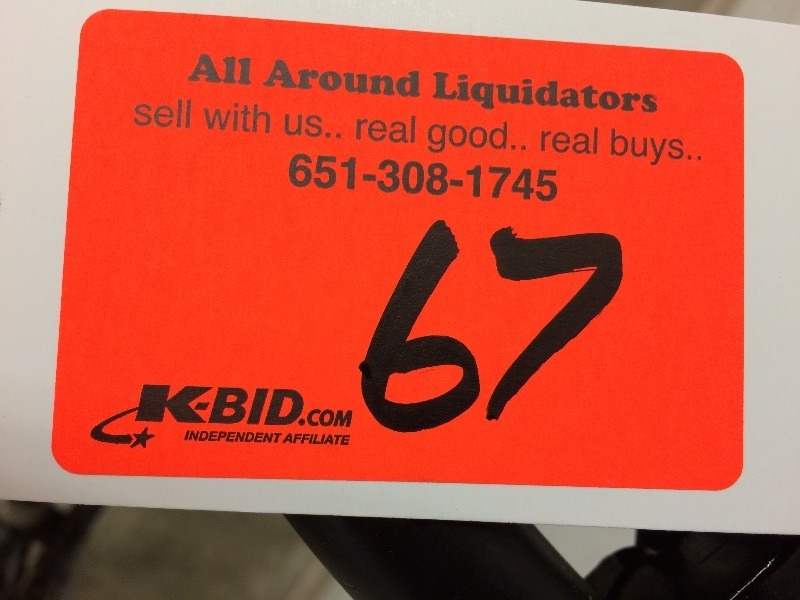 All Around Liquidators
sell with us.. real good.. real buys..
651-308-1745
67
K-BID.COM
INDEPENDENT AFFILIATE